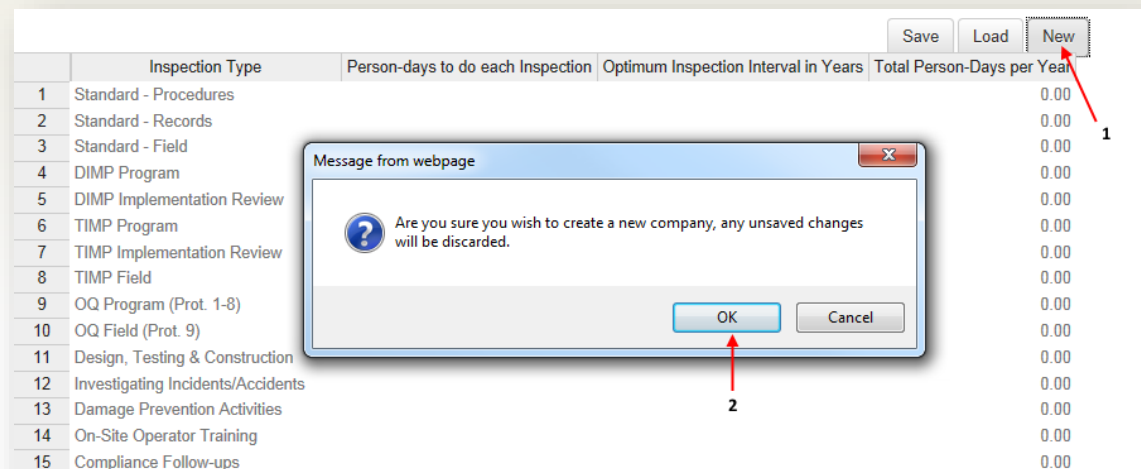 Save Load New
Inspection Type Person-days to do each Inspection Optimum Inspection Interval in Years Total Person-Days per Year
1 Standard - Procedures 0.00
2 Standard - Records 0.00
1
3 Standard - Field 0.00
Message from webpage
4 DIMP Program 0.00
5 DIMP Implementation Review 0.00
Are you sure you wish to create a new company, any unsaved changes
6 TIMP Program 0.00
will be discarded.
7 TIMP Implementation Review 0.00
8 TIMP Field 0.00
9 OQ Program (Prot. 1-8) 0.00
OK Cancel
10 OQ Field (Prot. 9) 0.00
11 Design, Testing & Construction 0.00
12 Investigating Incidents/Accidents 0.00
2
13 Damage Prevention Activities 0.00
14 On-Site Operator Training 0.00
15 Compliance Follow-ups 0.00